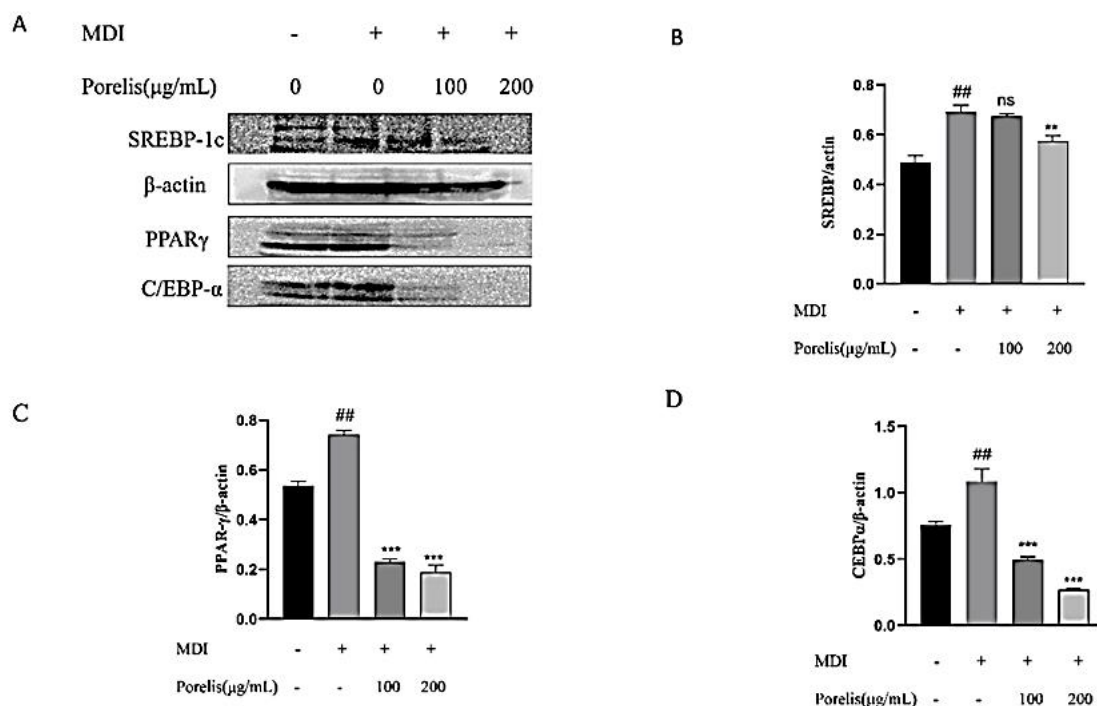 A
MDI - + + +
Porelis(μg/mL) 0 0 100 200
SREBP-1c
β-actin
PPARγ
C/EBP-α
B
SREBP/actin
0.8
0.6
0.4
0.2
0.0
##
ns
**
MDI - + + +
Porelis(μg/mL) - - 100 200
C
PPAR-γ/β-actin
0.8
0.6
0.4
0.2
0.0
##
***
***
MDI - + + +
Porelis(μg/mL) - - 100 200
D
CEBPα/β-actin
1.5
1.0
0.5
0.0
##
***
***
MDI - + + +
Porelis(μg/mL) - - 100 200